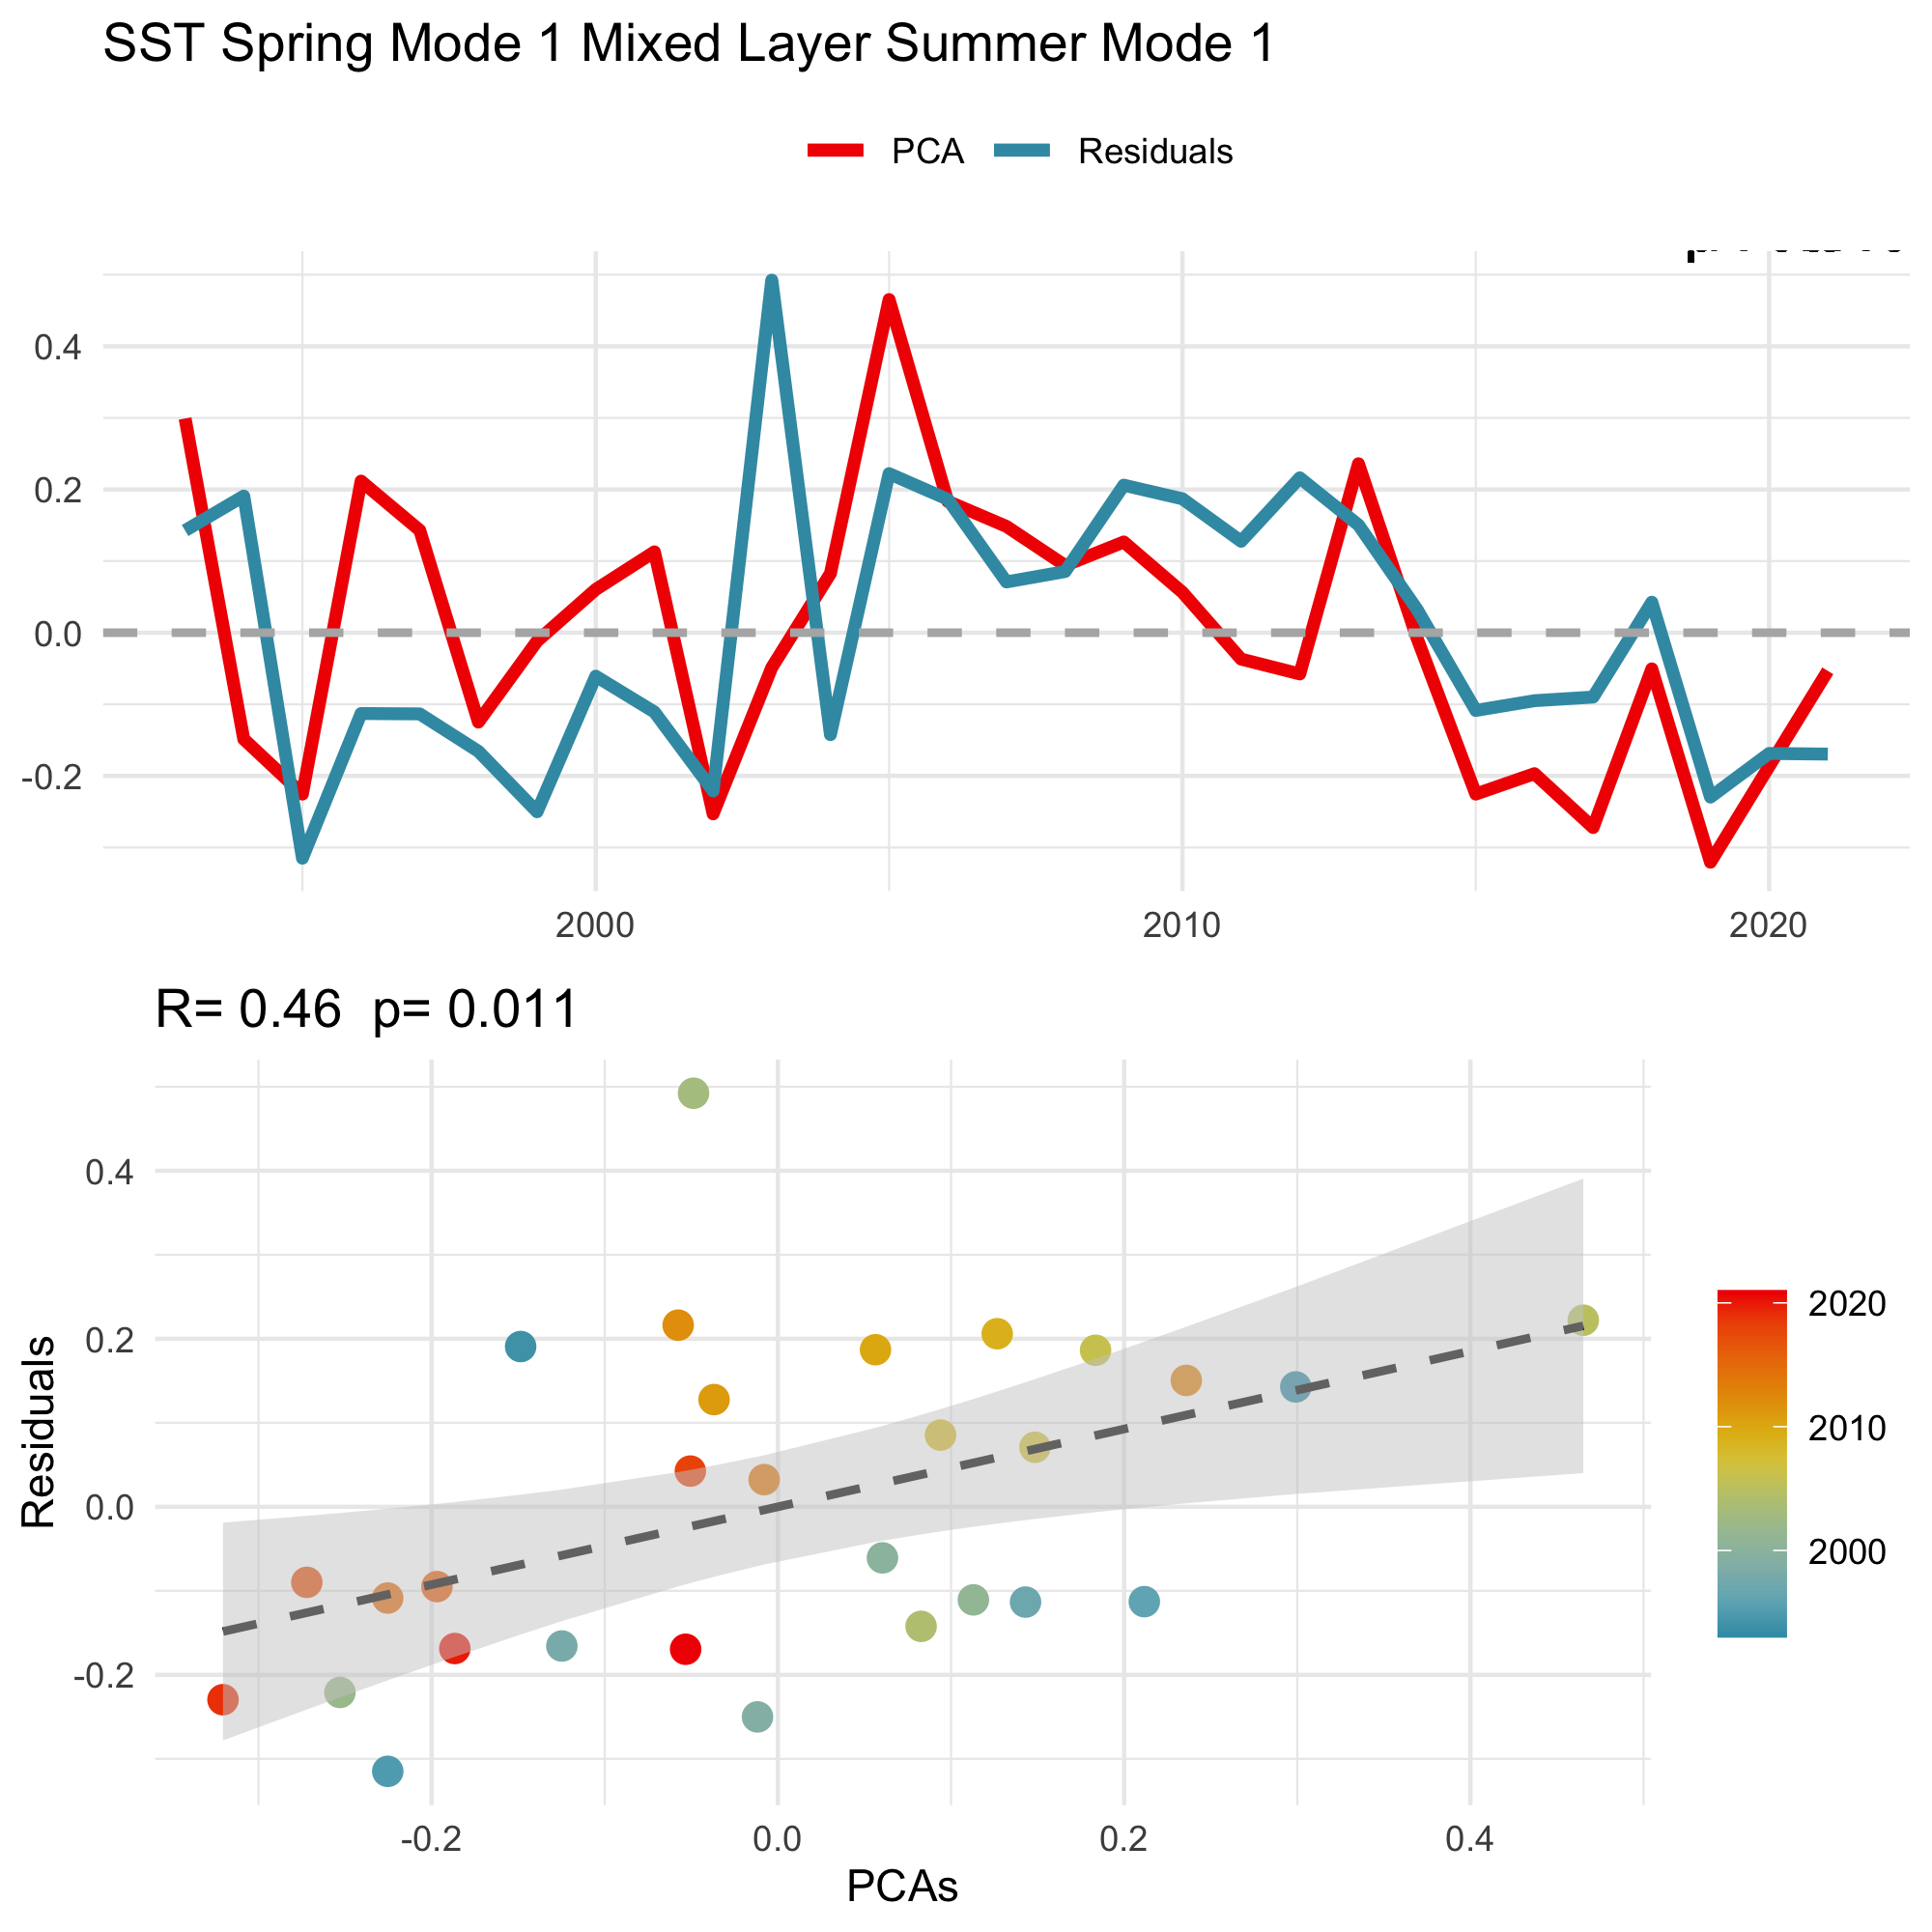 SST Spring Mode 1 Mixed Layer Summer Mode 1
PCA Residuals
0.4
0.2
0.0
-0.2
2000 2010 2020
R= 0.46 p= 0.011
Residuals
0.4
0.2
0.0
-0.2
-0.2 0.0 0.2 0.4
PCAs
2020
2010
2000